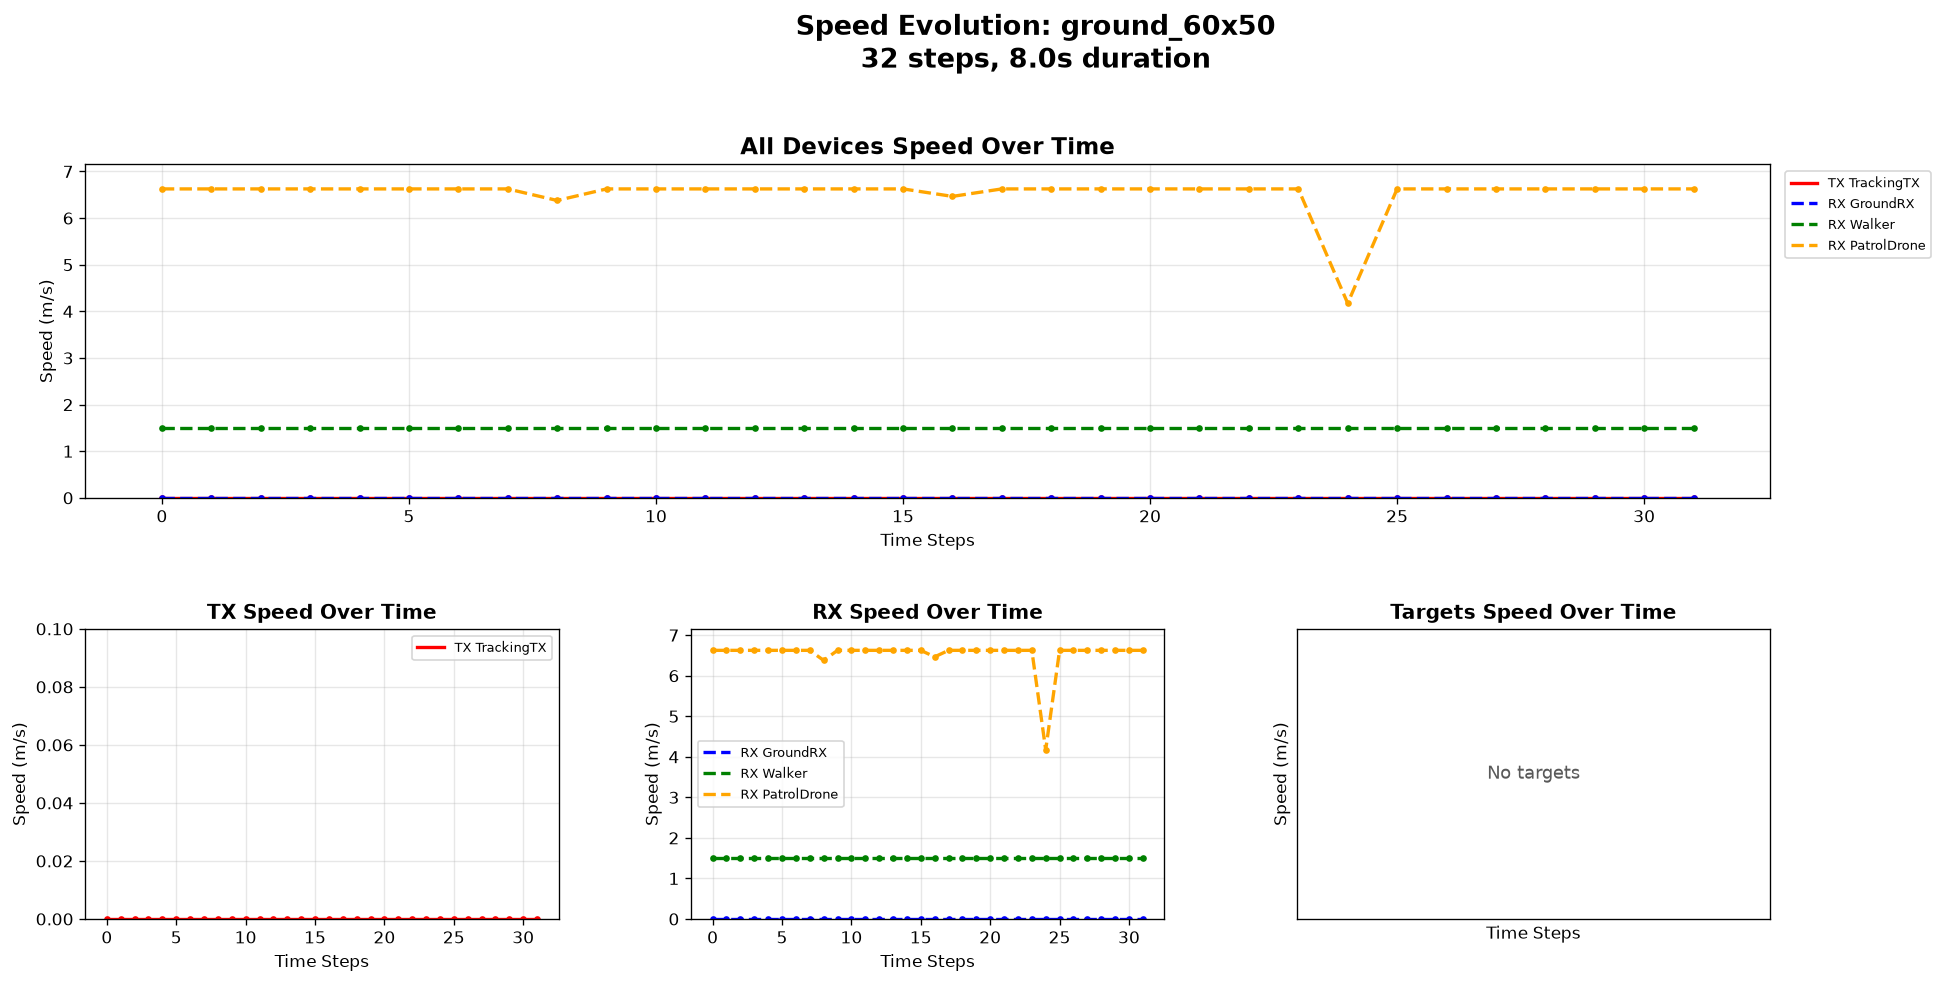 Speed Evolution: ground_60x50
32 steps, 8.0s duration
All Devices Speed Over Time
7
6
5
4
3
2
1
0
Speed (m/s)
0 5 10 15 20 25 30
Time Steps
TX TrackingTX
RX GroundRX
RX Walker
RX PatrolDrone
TX Speed Over Time
0.10
0.08
0.06
0.04
0.02
0.00
Speed (m/s)
TX TrackingTX
0 5 10 15 20 25 30
Time Steps
RX Speed Over Time
7
6
5
4
3
2
1
0
Speed (m/s)
RX GroundRX
RX Walker
RX PatrolDrone
0 5 10 15 20 25 30
Time Steps
Targets Speed Over Time
Speed (m/s)
No targets
Time Steps